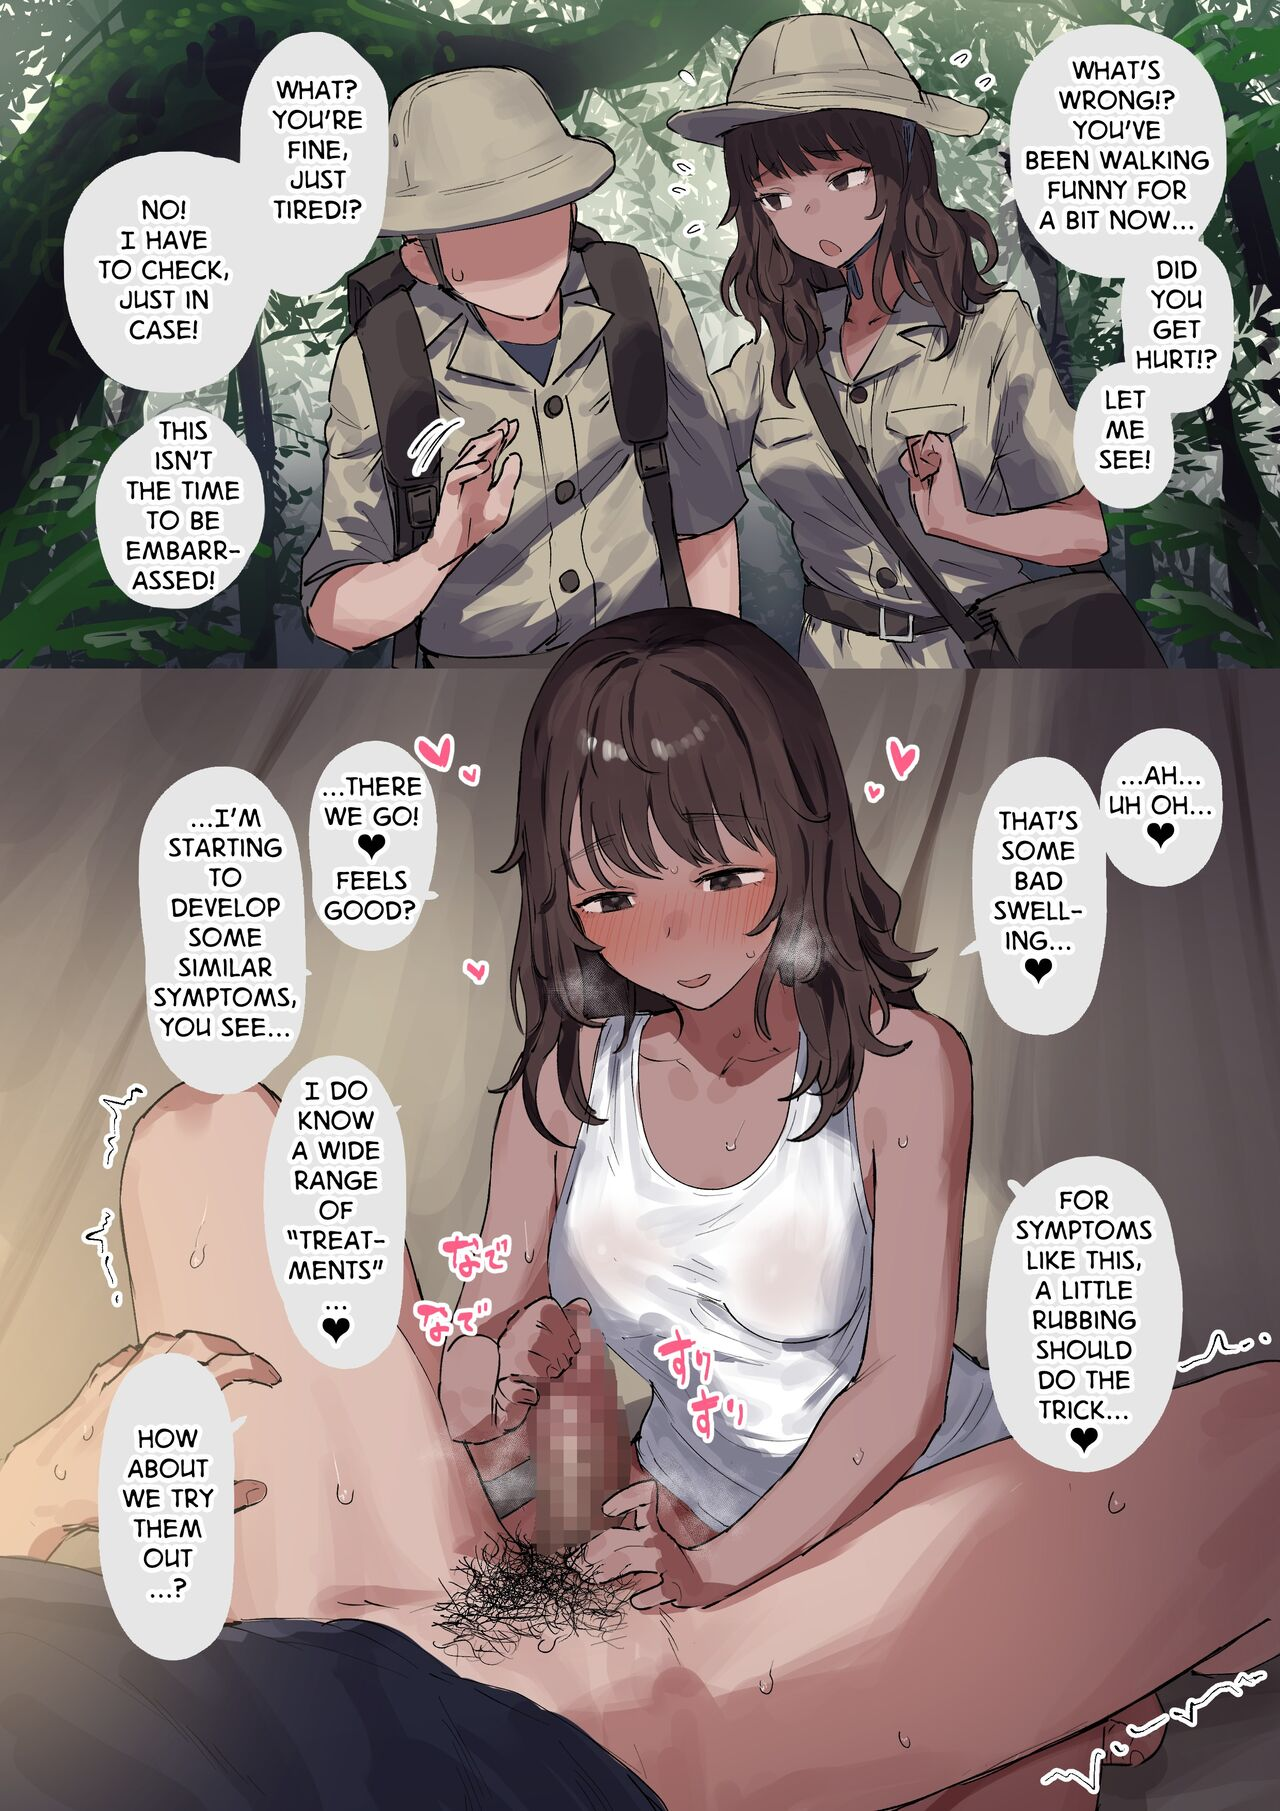 WHAT'S
WRONG!?
YOU'VE
BEEN WALKING
FUNNY FOR
A BIT NOW...
DID
YOU
GET
HURT!?
LET
ME
SEE!
WHAT?
YOU'RE
FINE,
JUST
TIRED!?
NO!
I HAVE
TO CHECK,
JUST IN
CASE!
THIS
ISN'T
THE TIME
TO BE
EMBARR-
ASSED!
...AH...
UH OH...
♥
THAT'S
SOME
BAD
SWELL-
ING...
♥
FOR
SYMPTOMS
LIKE THIS,
A LITTLE
RUBBING
SHOULD
DO THE
TRICK...
♥
...THERE
WE GO!
♥
FEELS
GOOD?
...I'M
STARTING
TO
DEVELOP
SOME
SIMILAR
SYMPTOMS,
YOU SEE...
I DO
KNOW
A WIDE
RANGE
OF
"TREAT-
MENTS"
...
♥
HOW
ABOUT
WE TRY
THEM
OUT
...?
なで
なで
すり
すり